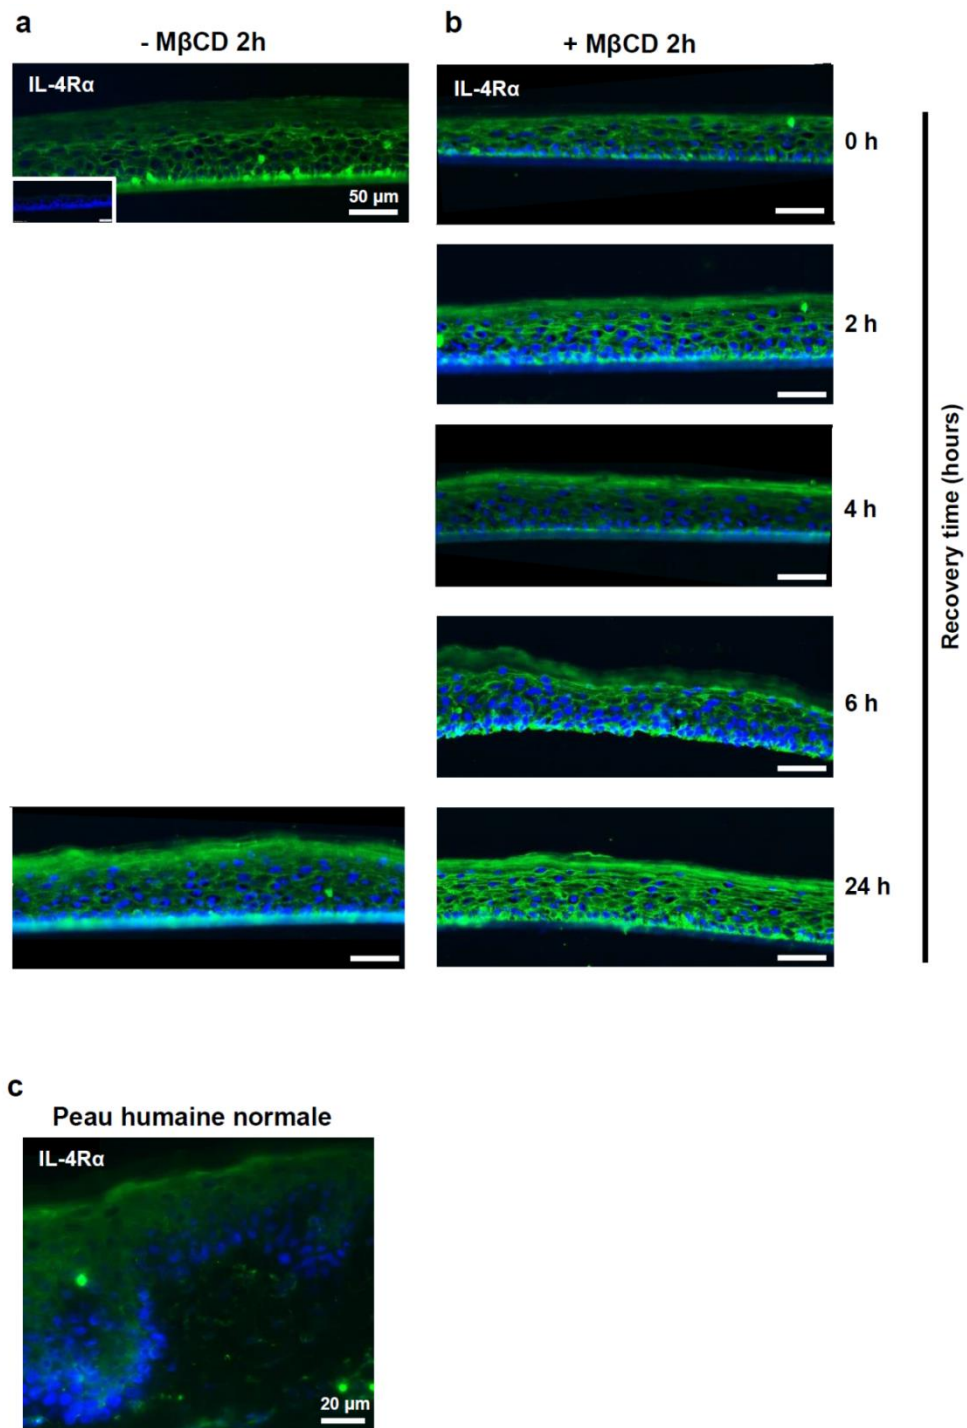 a
- MβCD 2h
IL-4Rα
50 µm
b
+ MβCD 2h
IL-4Rα
0 h
2 h
4 h
6 h
24 h
Recovery time (hours)
c
Peau humaine normale
IL-4Rα
20 µm